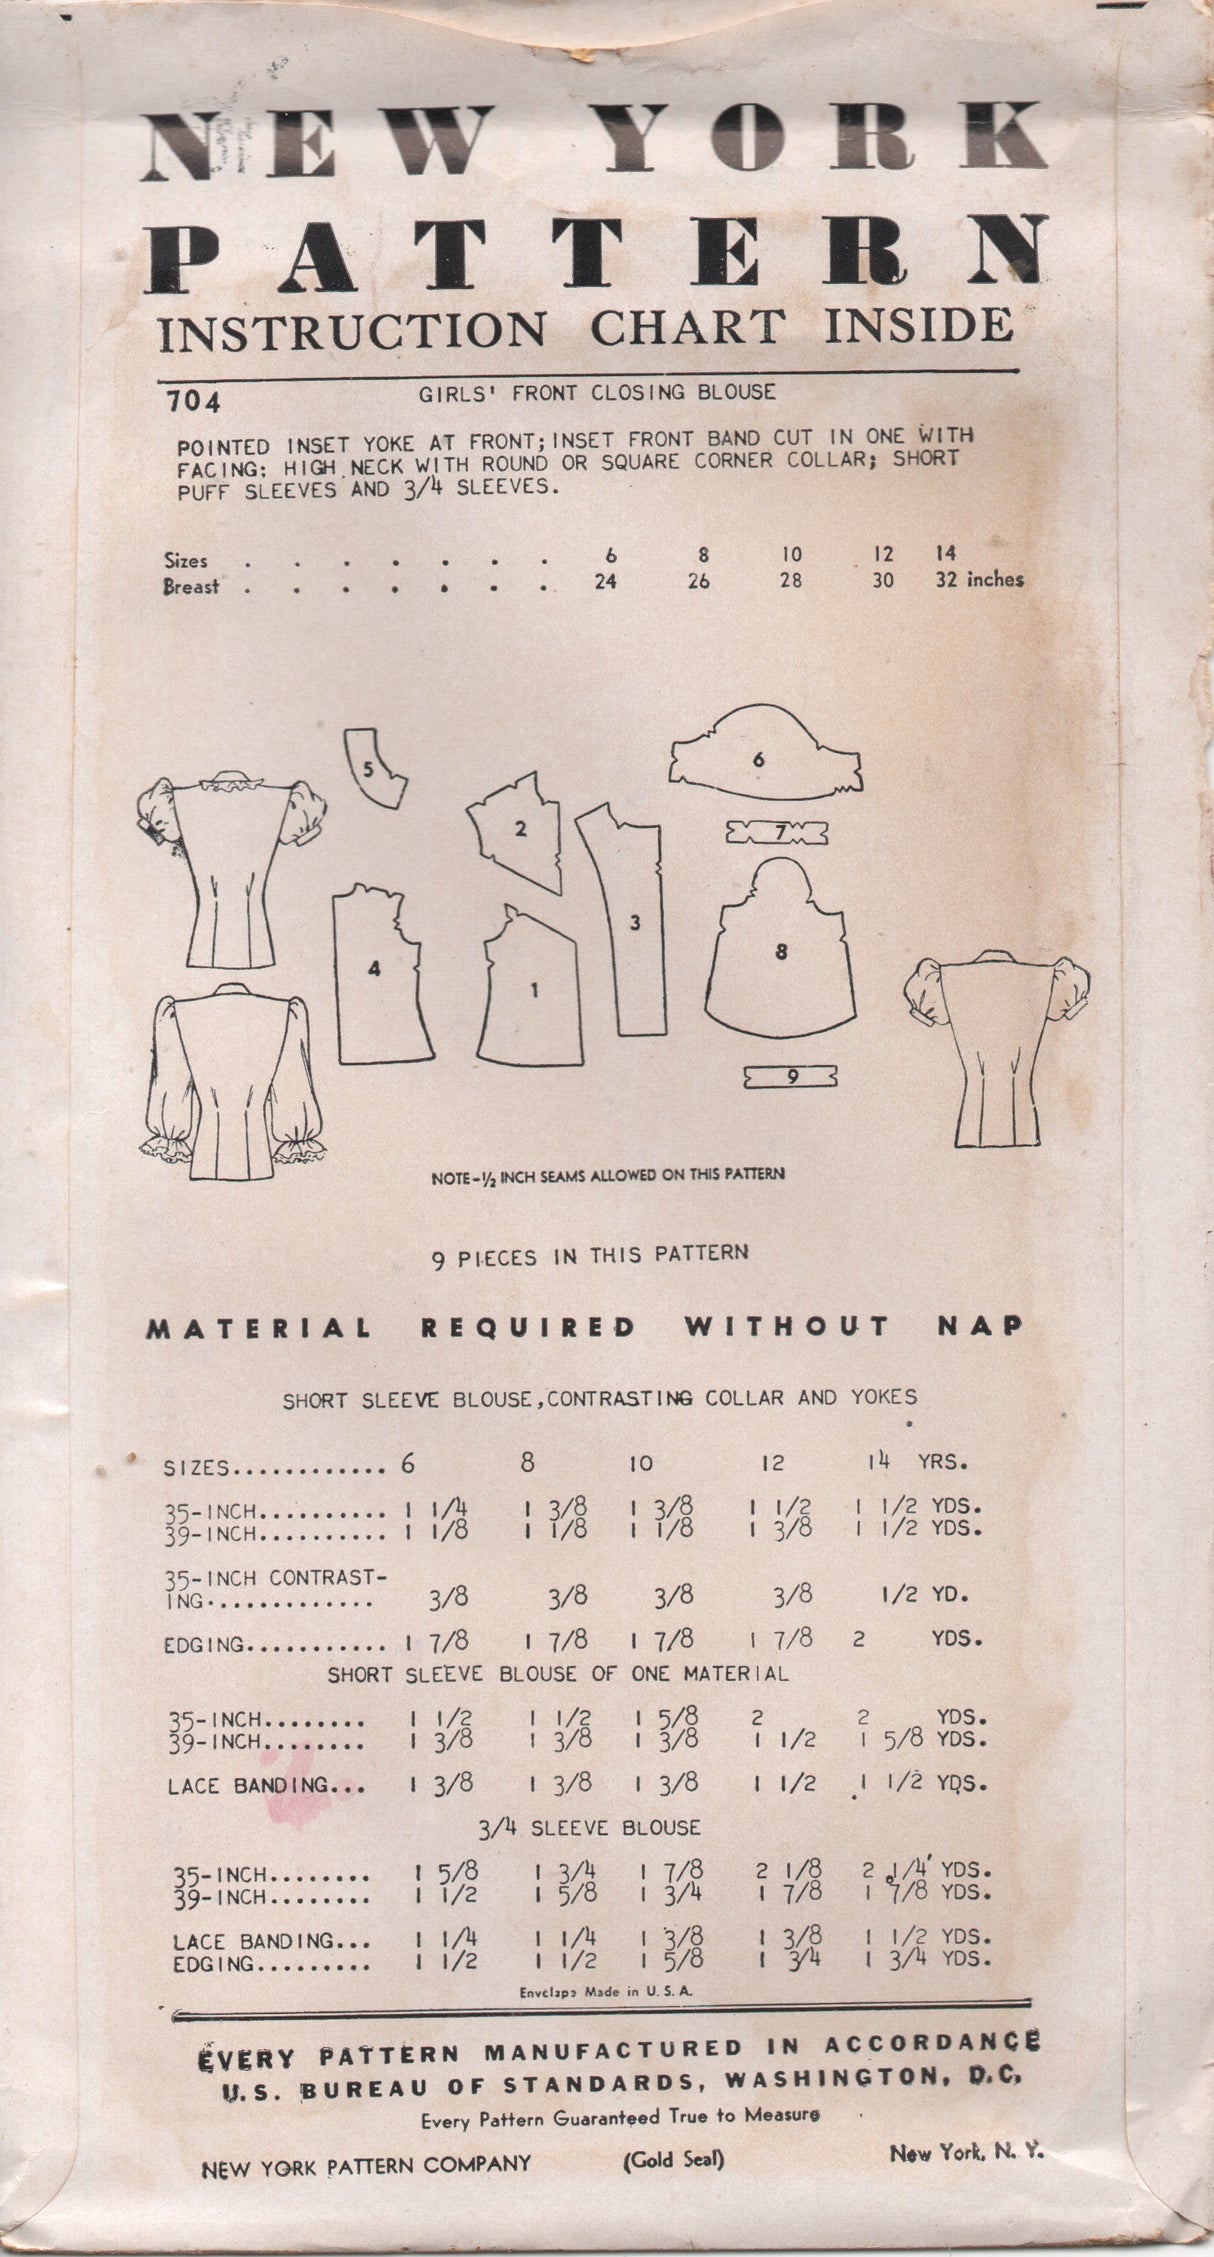 NEW YORK
PATTERN
INSTRUCTION CHART INSIDE
704 GIRLS' FRONT CLOSING BLOUSE
POINTED INSET YOKE AT FRONT; INSET FRONT BAND CUT IN ONE WITH
FACING; HIGH NECK WITH ROUND OR SQUARE CORNER COLLAR; SHORT
PUFF SLEEVES AND 3/4 SLEEVES.
Sizes . . . . . . . 6 8 10 12 14
Breast . . . . . . . 24 26 28 30 32 inches
5
6
2
7
3
4
1
8
9
NOTE-1/2 INCH SEAMS ALLOWED ON THIS PATTERN
9 PIECES IN THIS PATTERN
MATERIAL REQUIRED WITHOUT NAP
SHORT SLEEVE BLOUSE, CONTRASTING COLLAR AND YOKES
SIZES............ 6 8 10 12 14 YRS.
35-INCH.......... 1 1/4 1 3/8 1 3/8 1 1/2 1 1/2 YDS.
39-INCH.......... 1 1/8 1 1/8 1 1/8 1 3/8 1 1/2 YDS.
35-INCH CONTRAST-
ING............. 3/8 3/8 3/8 3/8 1/2 YD.
EDGING........... 1 7/8 1 7/8 1 7/8 1 7/8 2 YDS.
SHORT SLEEVE BLOUSE OF ONE MATERIAL
35-INCH........ 1 1/2 1 1/2 1 5/8 2 2 YDS.
39-INCH........ 1 3/8 1 3/8 1 3/8 1 1/2 1 5/8 YDS.
LACE BANDING... 1 3/8 1 3/8 1 3/8 1 1/2 1 1/2 YDS.
3/4 SLEEVE BLOUSE
35-INCH........ 1 5/8 1 3/4 1 7/8 2 1/8 2 1/4 YDS.
39-INCH........ 1 1/2 1 5/8 1 3/4 1 7/8 1 7/8 YDS.
LACE BANDING... 1 1/4 1 1/4 1 3/8 1 3/8 1 1/2 YDS.
EDGING......... 1 1/2 1 1/2 1 5/8 1 3/4 1 3/4 YDS.
Envelope Made in U. S. A.
EVERY PATTERN MANUFACTURED IN ACCORDANCE
U.S. BUREAU OF STANDARDS, WASHINGTON, D.C.
Every Pattern Guaranteed True to Measure
NEW YORK PATTERN COMPANY (Gold Seal) New York, N. Y.